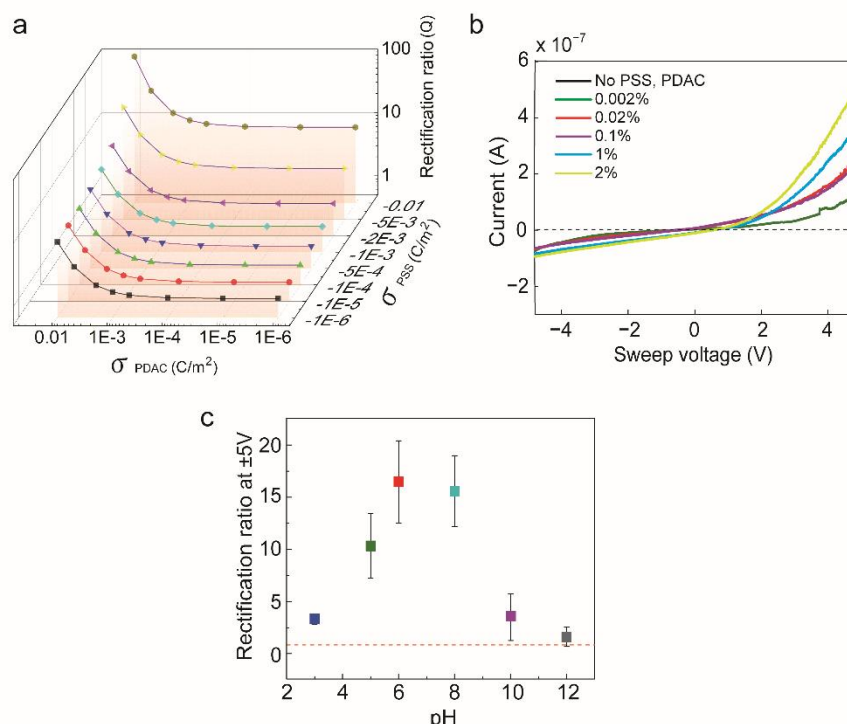 a
100
10
1
Rectification ratio (Q)
-0.01
-5E-3
-2E-3
-1E-3
-5E-4
-1E-4
-1E-5
-1E-6
σ PSS (C/m²)
0.01 1E-3 1E-4 1E-5 1E-6
σ PDAC (C/m²)
b
x 10⁻⁷
6
4
2
0
−2
Current (A)
No PSS, PDAC
0.002%
0.02%
0.1%
1%
2%
−4 −2 0 2 4
Sweep voltage (V)
c
20
15
10
5
0
Rectification ratio at ±5V
2 4 6 8 10 12
pH